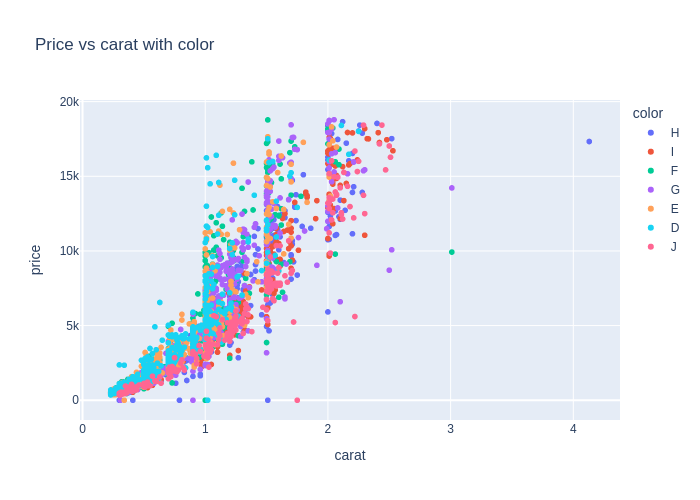 Price vs carat with color
20k
15k
10k
5k
0
0 1 2 3 4
price
carat
color
H
I
F
G
E
D
J